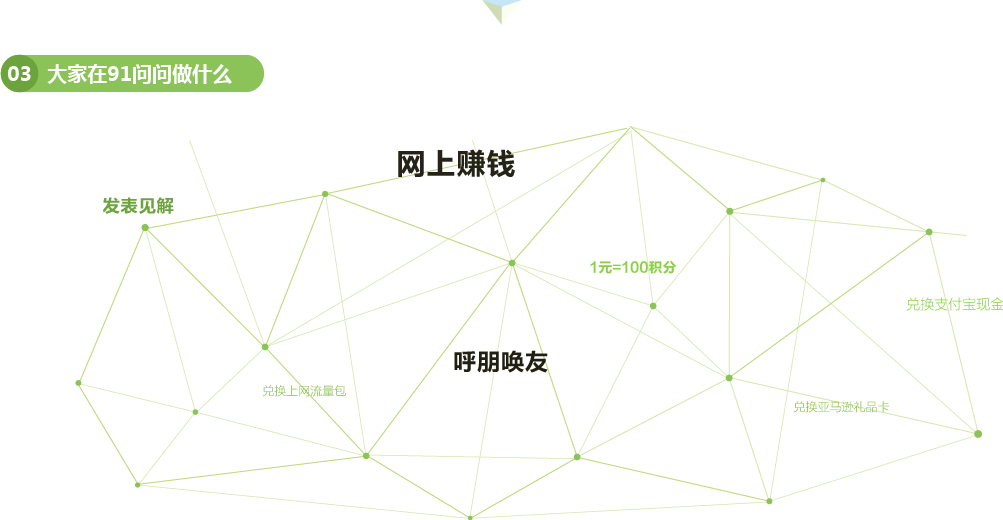 03 大家在91问问做什么
网上赚钱
发表见解
1元=100积分
兑换支付宝现金
呼朋唤友
兑换上网流量包
兑换亚马逊礼品卡